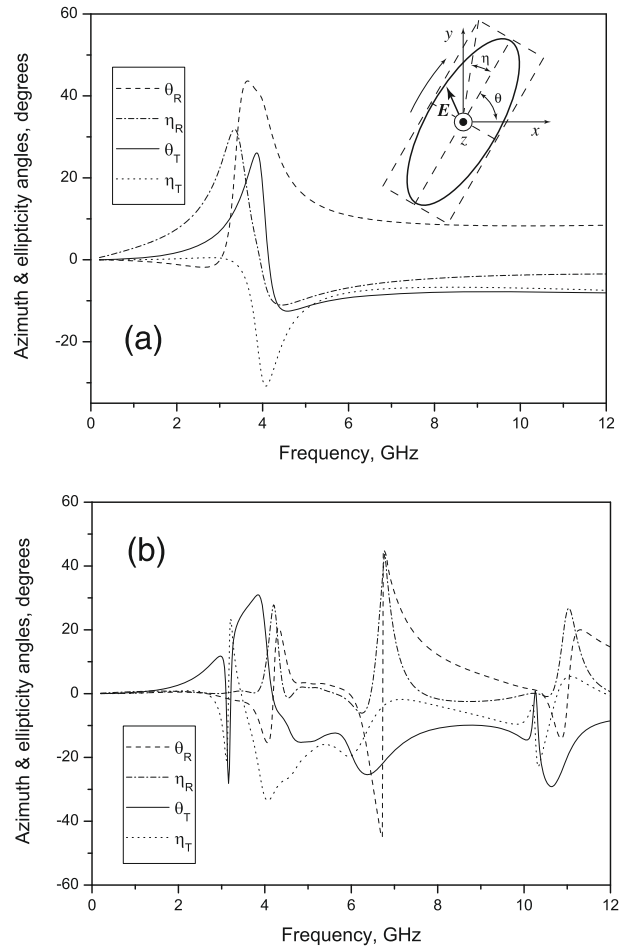 Azimuth & ellipticity angles, degrees
60
40
20
0
-20
θR
ηR
θT
ηT
y
η
θ
E
x
z
(a)
0 2 4 6 8 10 12
Frequency, GHz
Azimuth & ellipticity angles, degrees
60
40
20
0
-20
-40
-60
(b)
θR
ηR
θT
ηT
0 2 4 6 8 10 12
Frequency, GHz